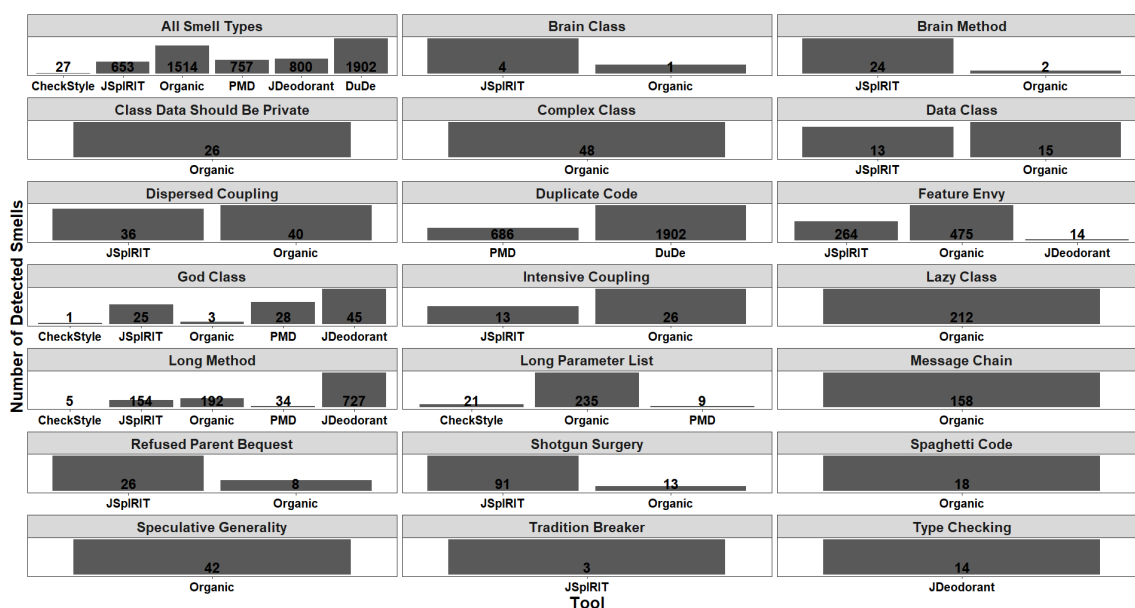 All Smell Types
27 653 1514 757 800 1902
CheckStyle JSpIRIT Organic PMD JDeodorant DuDe
Brain Class
4 1
JSpIRIT Organic
Brain Method
24 2
JSpIRIT Organic
Class Data Should Be Private
26
Organic
Complex Class
48
Organic
Data Class
13 15
JSpIRIT Organic
Dispersed Coupling
36 40
JSpIRIT Organic
Duplicate Code
686 1902
PMD DuDe
Feature Envy
264 475 14
JSpIRIT Organic JDeodorant
God Class
1 25 3 28 45
CheckStyle JSpIRIT Organic PMD JDeodorant
Intensive Coupling
13 26
JSpIRIT Organic
Lazy Class
212
Organic
Long Method
5 154 192 34 727
CheckStyle JSpIRIT Organic PMD JDeodorant
Long Parameter List
21 235 9
CheckStyle Organic PMD
Message Chain
158
Organic
Refused Parent Bequest
26 8
JSpIRIT Organic
Shotgun Surgery
91 13
JSpIRIT Organic
Spaghetti Code
18
Organic
Speculative Generality
42
Organic
Tradition Breaker
3
JSpIRIT
Type Checking
14
JDeodorant
Number of Detected Smells
Tool